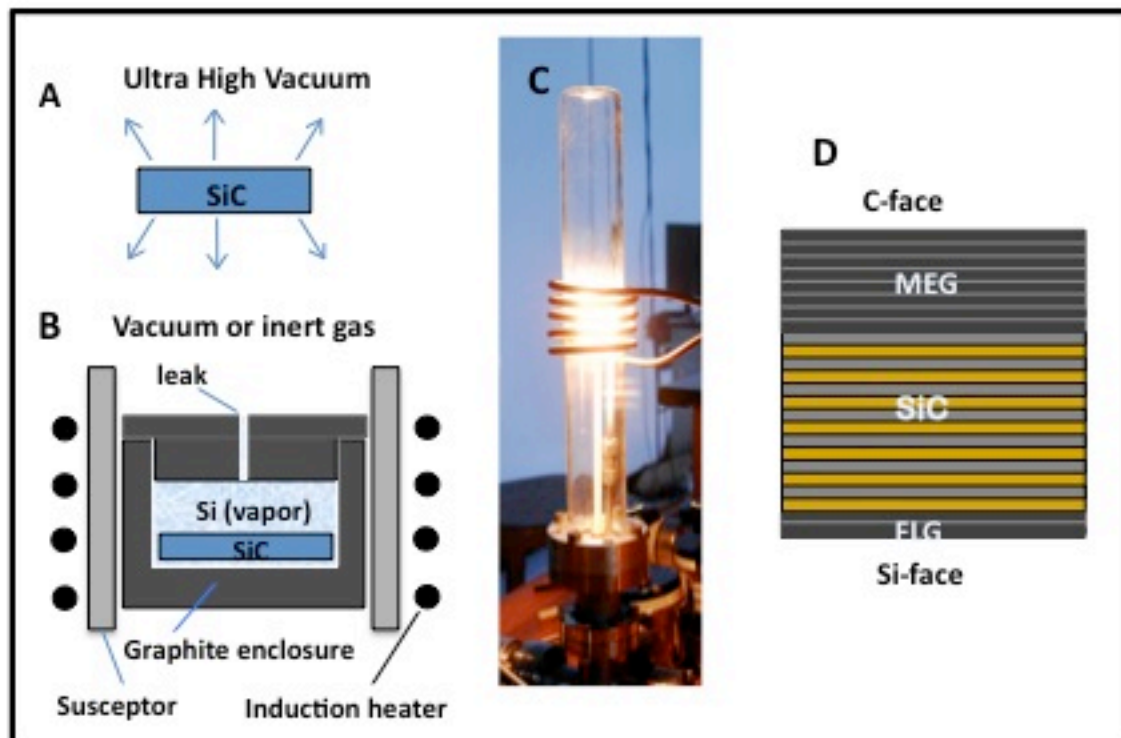 A
Ultra High Vacuum
SiC
B
Vacuum or inert gas
leak
Si (vapor)
SiC
Graphite enclosure
Susceptor
Induction heater
C
D
C-face
MEG
SiC
FLG
Si-face